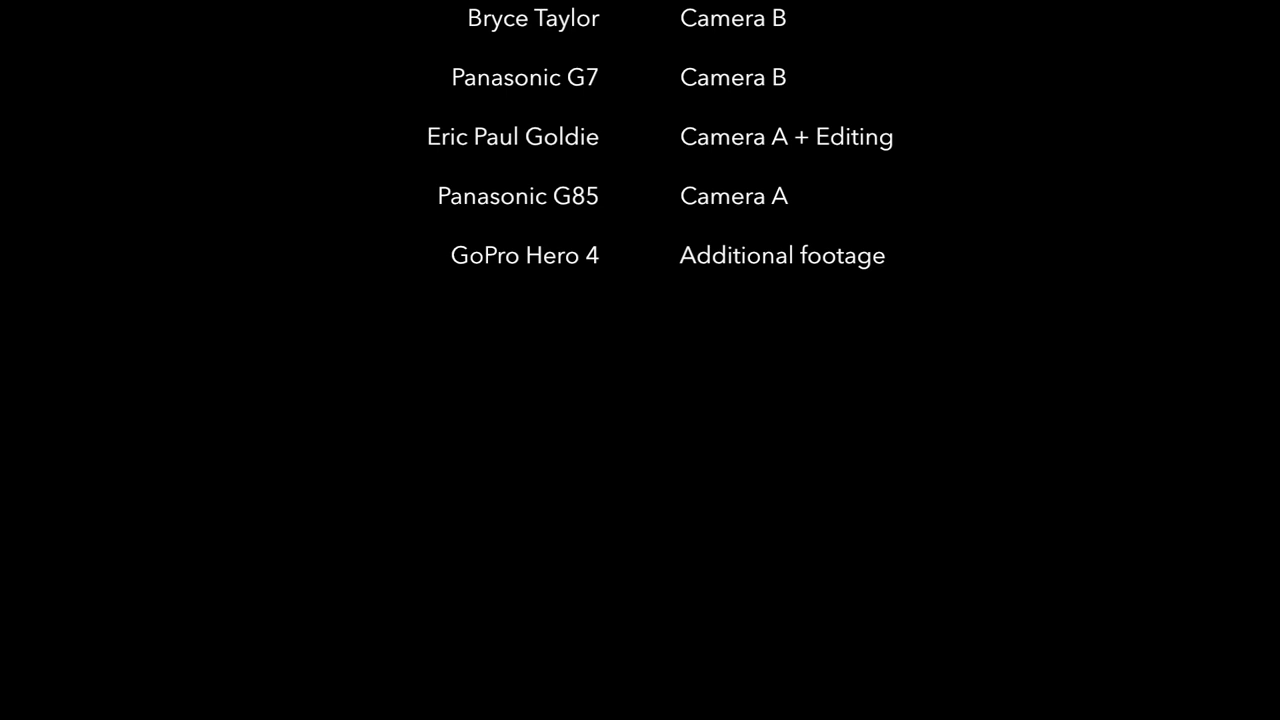 Bryce Taylor Camera B
Panasonic G7 Camera B
Eric Paul Goldie Camera A + Editing
Panasonic G85 Camera A
GoPro Hero 4 Additional footage